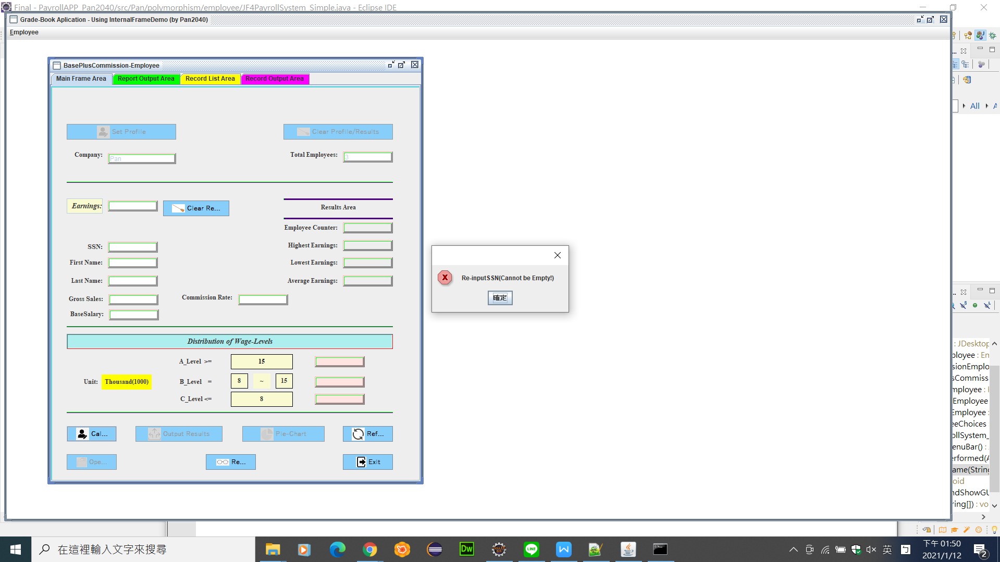 Final - PayrollAPP_Pan2040/src/Pan/polymorphism/employee/JF4PayrollSystem_Simple.java - Eclipse IDE
Grade-Book Aplication - Using InternalFrameDemo (by Pan2040)
Employee
BasePlusCommission-Employee
Main Frame Area
Report Output Area
Record List Area
Record Output Area
Set Profile
Clear Profile/Results
Company:
Pan
Total Employees:
3
Earnings:
Clear Re...
Results Area
Employee Counter:
SSN:
Highest Earnings:
First Name:
Lowest Earnings:
Last Name:
Average Earnings:
Gross Sales:
Commission Rate:
BaseSalary:
Distribution of Wage-Levels
A_Level >=
15
Unit:
Thousand(1000)
B_Level =
8
~
15
C_Level <=
8
Cal...
Output Results
Pie-Chart
Ref...
Ope...
Re...
Exit
Re-inputSSN(Cannot be Empty!)
確定
All
: JDesktop
ployee : Em
sionEmplo
sCommiss
mployee :
Employee
Employee :
eeChoices
ollSystem_
enuBar() :
erformed(A
ame(String
oid
ndShowGU
ring[]) : vo
在這裡輸入文字來搜尋
Dw
LINE
英
下午 01:50
2021/1/12
2